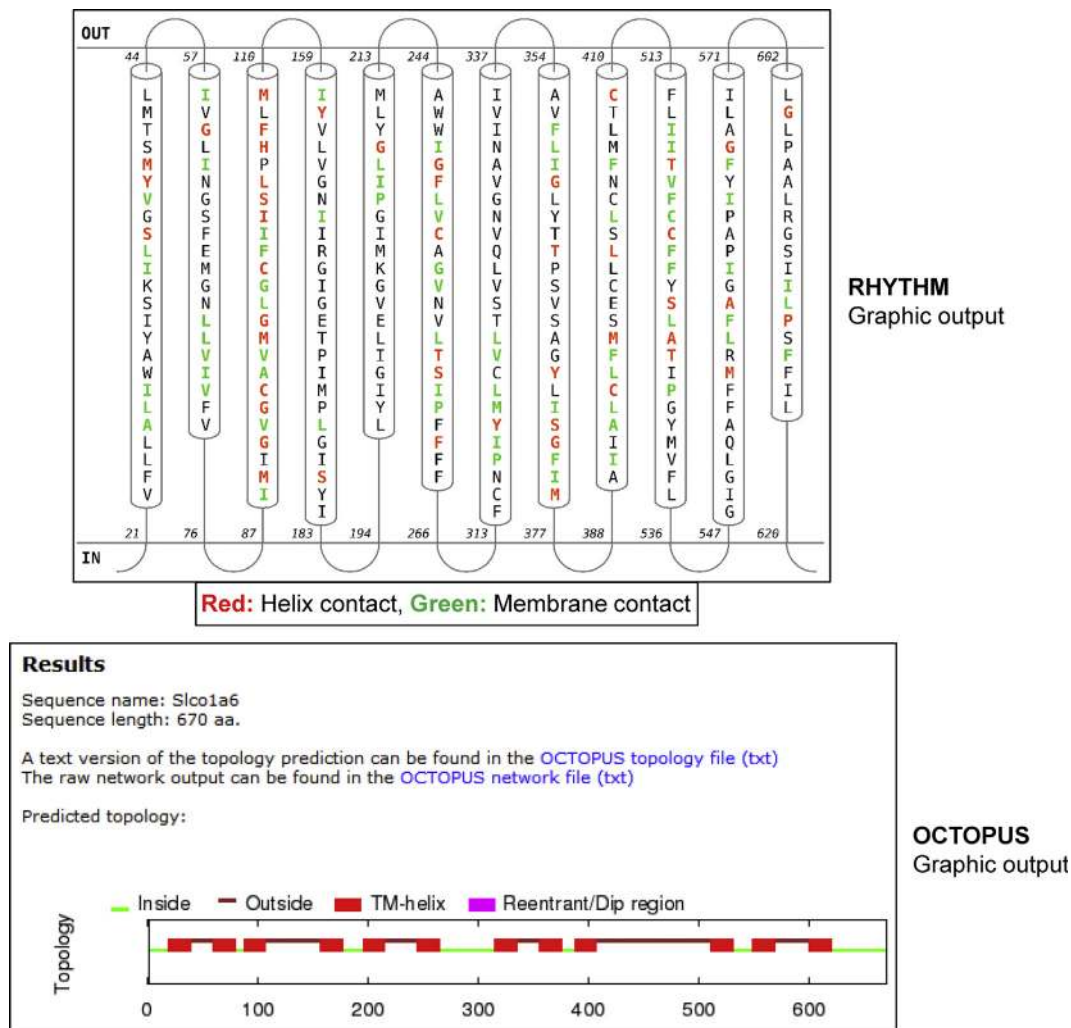 OUT
44 57 110 159 213 244 337 354 410 513 571 602
L M T S M Y V G S L I K S I Y A W I L A L L F V
I V G L I N G S F E M G N L L V I V F V
M L F H P L S I I F C G L G M V A C G V G I M I
I Y V L V G N I I R G I G E T P I M P L G I S Y I
M L Y G L I P G I M K G V E L I G I Y L
A W W I G F L V C A G V N V L T S I P F F F F
I V I N A V G N V Q L V S T L V C L M Y I P N C F
A V F L I G L Y T T P S V S A G Y L I S G F I M
C T L M F N C L S L L C E S M F L C L A I I A
F L I I T V F C C F F Y S L A T I P G Y M V F L
I L A G F Y I P A P I G A F L R M F F A Q L G I G
L G L P A A L R G S I I L P S F F I L
21 76 87 183 194 266 313 377 388 536 547 620
IN
RHYTHM
Graphic output
Red: Helix contact, Green: Membrane contact
Results
Sequence name: Slco1a6
Sequence length: 670 aa.
A text version of the topology prediction can be found in the OCTOPUS topology file (txt)
The raw network output can be found in the OCTOPUS network file (txt)
Predicted topology:
Inside Outside TM-helix Reentrant/Dip region
Topology
0 100 200 300 400 500 600
OCTOPUS
Graphic output